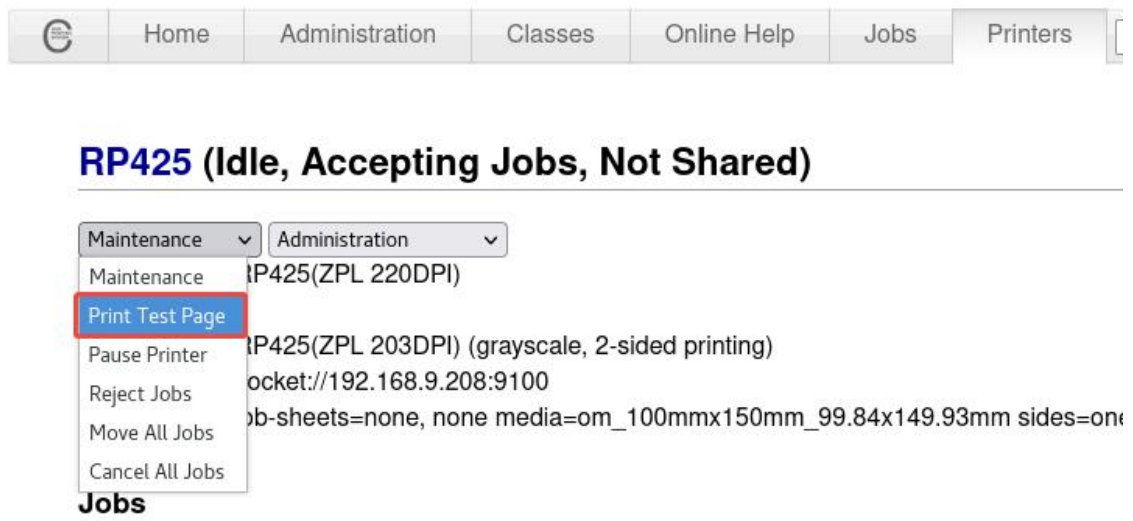 Home Administration Classes Online Help Jobs Printers
RP425 (Idle, Accepting Jobs, Not Shared)
Maintenance Administration
Maintenance
RP425(ZPL 220DPI)
Print Test Page
Pause Printer
RP425(ZPL 203DPI) (grayscale, 2-sided printing)
ocket://192.168.9.208:9100
Reject Jobs
ob-sheets=none, none media=om_100mmx150mm_99.84x149.93mm sides=one
Move All Jobs
Cancel All Jobs
Jobs